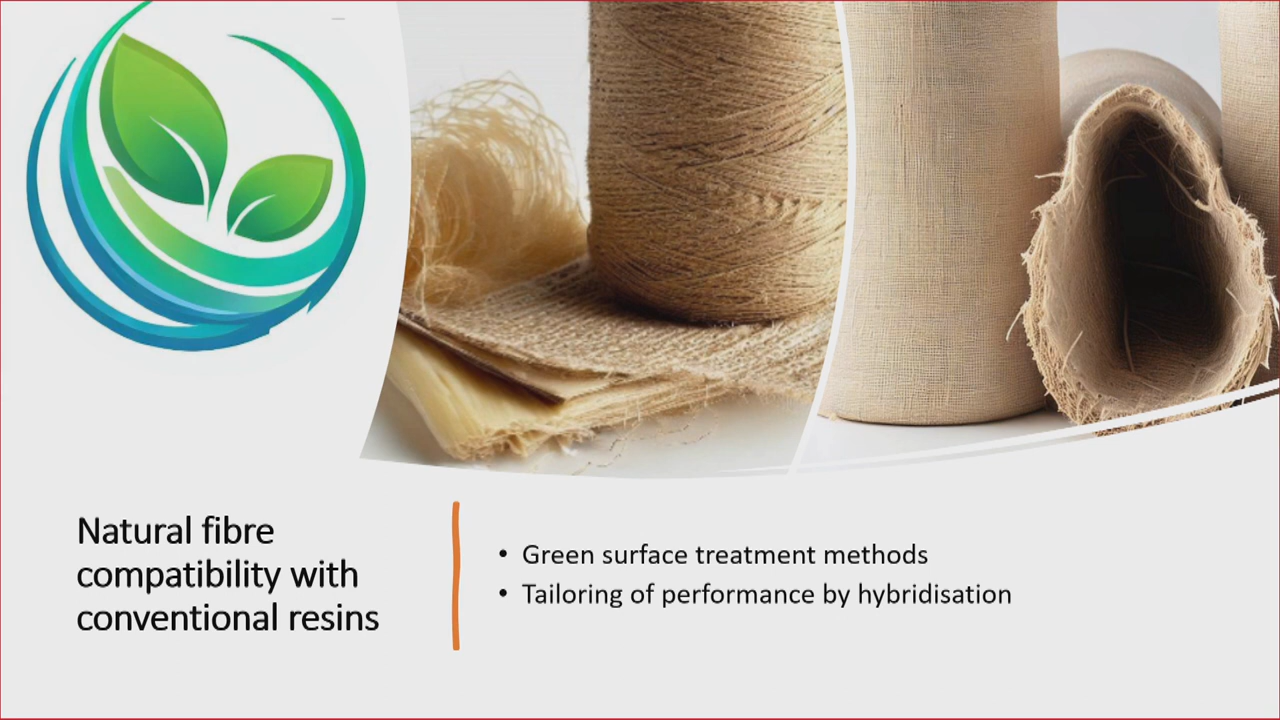 Natural fibre
compatibility with
conventional resins
• Green surface treatment methods
• Tailoring of performance by hybridisation